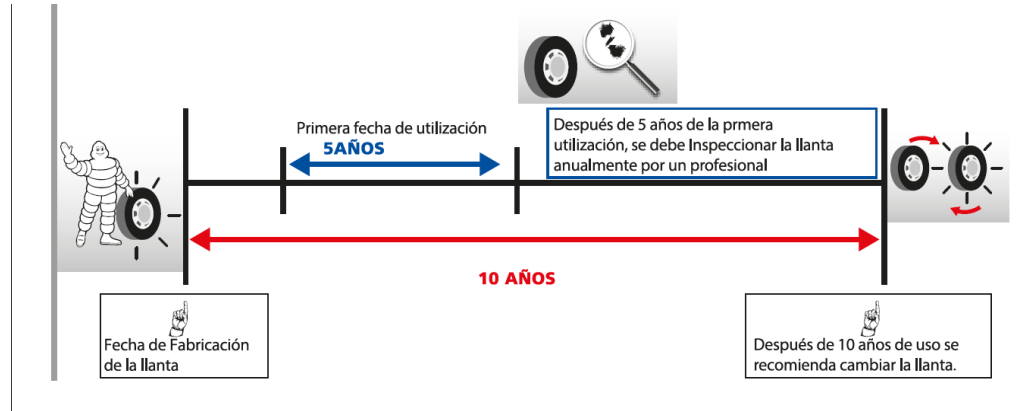 Primera fecha de utilización
5AÑOS
Después de 5 años de la prmera
utilización, se debe Inspeccionar la llanta
anualmente por un profesional
10 AÑOS
Fecha de Fabricación
de la llanta
Después de 10 años de uso se
recomienda cambiar la llanta.